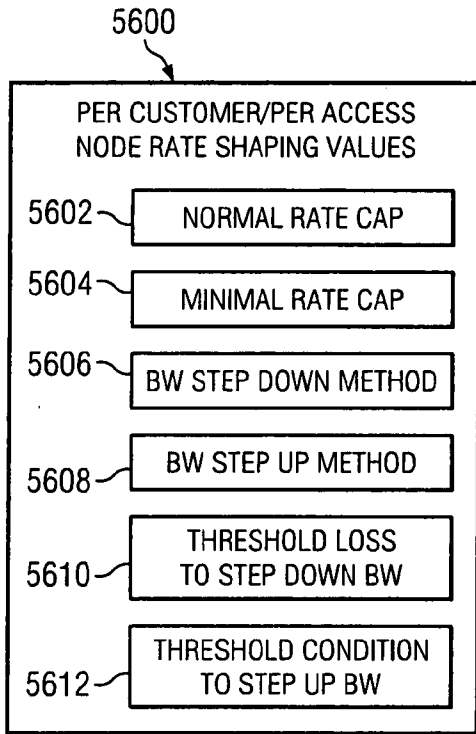 5600
PER CUSTOMER/PER ACCESS
NODE RATE SHAPING VALUES
5602
NORMAL RATE CAP
5604
MINIMAL RATE CAP
5606
BW STEP DOWN METHOD
5608
BW STEP UP METHOD
5610
THRESHOLD LOSS
TO STEP DOWN BW
5612
THRESHOLD CONDITION
TO STEP UP BW